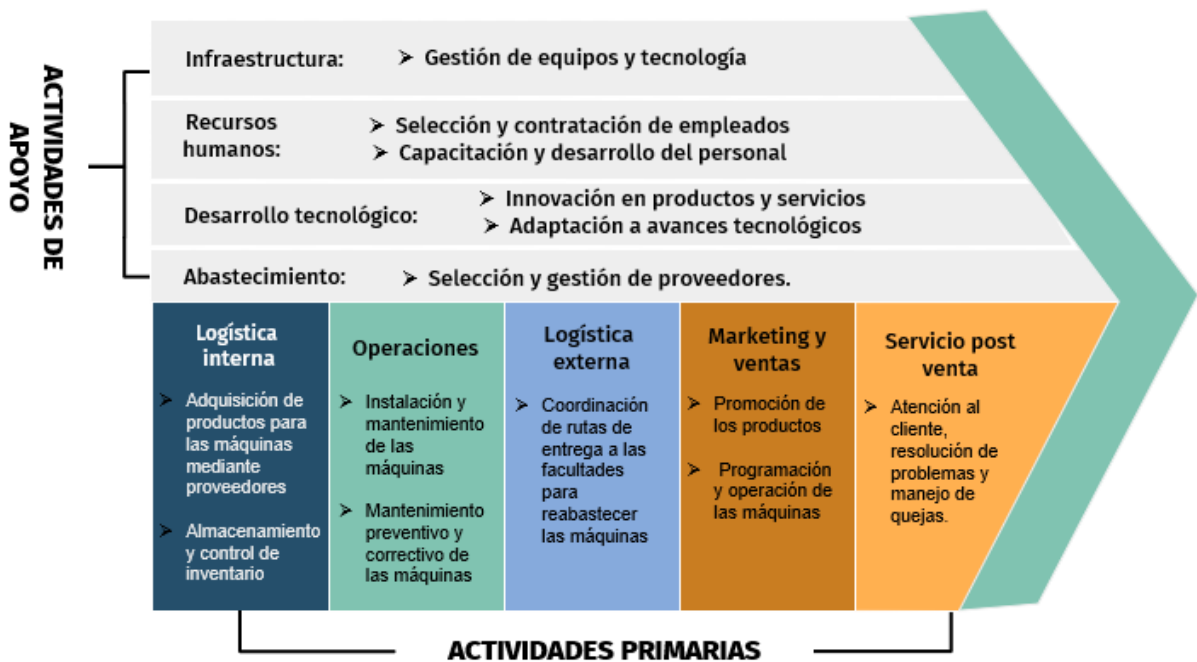 ACTIVIDADES DE
APOYO
Infraestructura:
➢ Gestión de equipos y tecnología
Recursos
humanos:
➢ Selección y contratación de empleados
➢ Capacitación y desarrollo del personal
Desarrollo tecnológico:
➢ Innovación en productos y servicios
➢ Adaptación a avances tecnológicos
Abastecimiento:
➢ Selección y gestión de proveedores.
Logística
interna
➢ Adquisición de
productos para
las máquinas
mediante
proveedores
➢ Almacenamiento
y control de
inventario
Operaciones
➢ Instalación y
mantenimiento
de las
máquinas
➢ Mantenimiento
preventivo y
correctivo de
las máquinas
Logística
externa
➢ Coordinación
de rutas de
entrega a las
facultades
para
reabastecer
las máquinas
Marketing y
ventas
➢ Promoción de
los productos
➢ Programación
y operación de
las máquinas
Servicio post
venta
➢ Atención al
cliente,
resolución de
problemas y
manejo de
quejas.
ACTIVIDADES PRIMARIAS